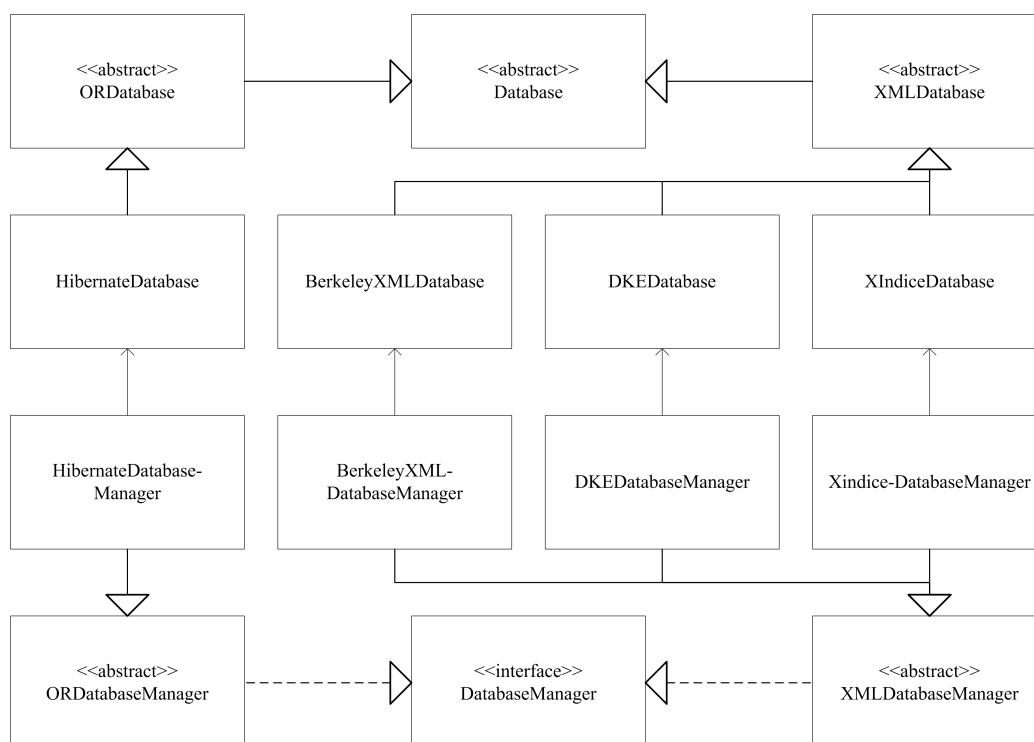 <<abstract>>
ORDatabase
<<abstract>>
Database
<<abstract>>
XMLDatabase
HibernateDatabase
BerkeleyXMLDatabase
DKEDatabase
XIndiceDatabase
HibernateDatabase-
Manager
BerkeleyXML-
DatabaseManager
DKEDatabaseManager
Xindice-DatabaseManager
<<abstract>>
ORDatabaseManager
<<interface>>
DatabaseManager
<<abstract>>
XMLDatabaseManager